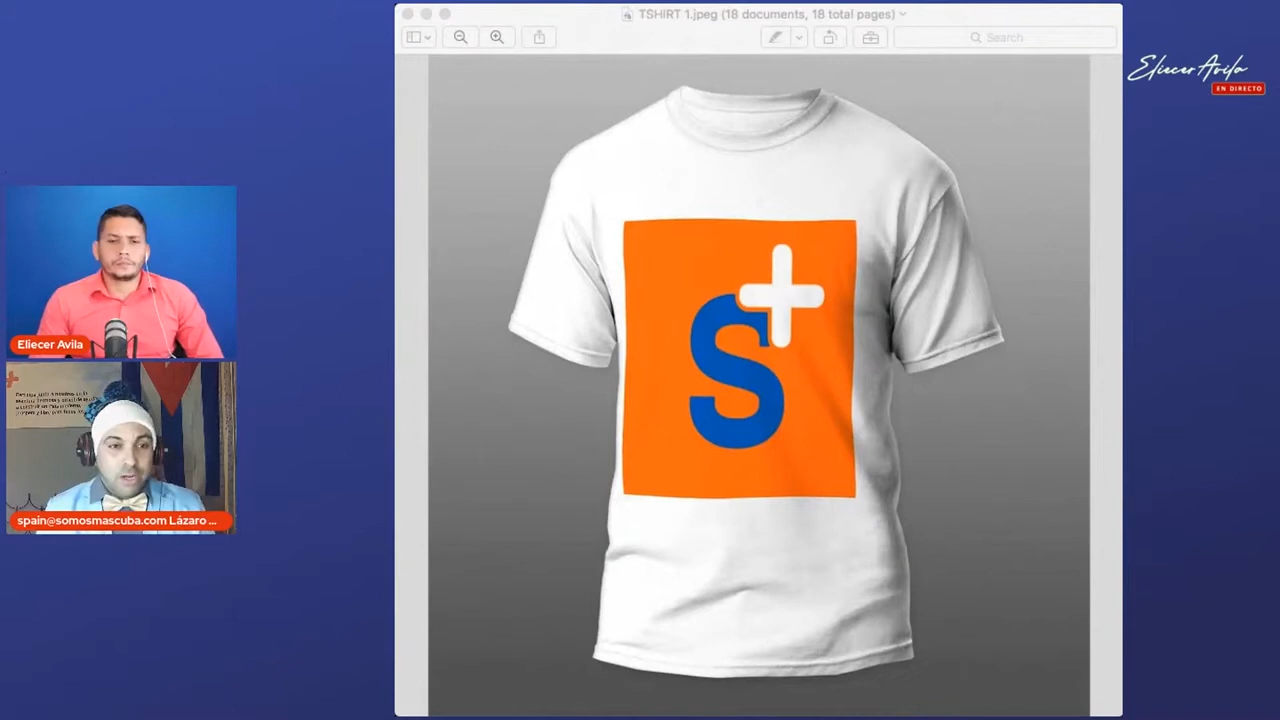 TSHIRT 1.jpeg (18 documents, 18 total pages)
Search
Eliecer Avila
EN DIRECTO
S+
Eliecer Avila
spain@somosmascuba.com Lázaro ...